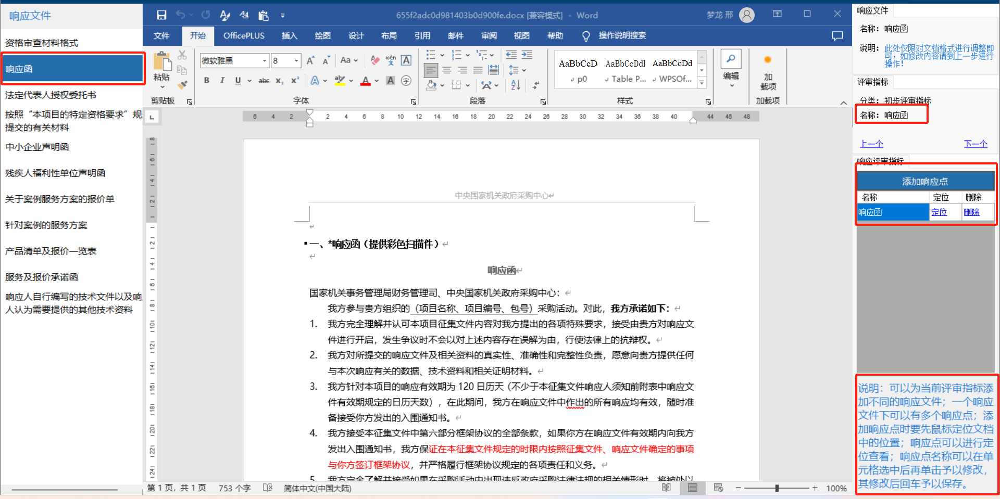 响应文件
资格审查材料格式
响应函
法定代表人授权委托书
按照“本项目的特定资格要求”规
提交的有关材料
中小企业声明函
残疾人福利性单位声明函
关于案例服务方案的报价单
针对案例的服务方案
产品清单及报价一览表
服务及报价承诺函
响应人自行编写的技术文件以及响
人认为需要提供的其他技术资料
655f2adc0d981403b0d900fe.docx [兼容模式] - Word
梦龙 邢
文件 开始 OfficePLUS 插入 绘图 设计 布局 引用 邮件 审阅 视图 帮助 操作说明搜索
粘贴
剪贴板
微软雅黑 8
字体
段落
AaBbCcD AaBbCcDdI AaBbCcDd
p0 Table P... WPSOf...
样式
编辑
加
载项
加载项
6 4 2 2 4 6 8 10 12 14 16 18 20 22 24 26 28 30 32 34 36 38 40 44 46 48
中央国家机关政府采购中心
一、*响应函（提供彩色扫描件）
响应函
国家机关事务管理局财务管理司、中央国家机关政府采购中心：
我方参与贵方组织的（项目名称、项目编号、包号）采购活动。对此，我方承诺如下：
1. 我方完全理解并认可本项目征集文件内容对我方提出的各项特殊要求，接受由贵方对响应文
件进行开启，发生争议时不会以对上述内容存在误解为由，行使法律上的抗辩权。
2. 我方对所提交的响应文件及相关资料的真实性、准确性和完整性负责，愿意向贵方提供任何
与本次响应有关的数据、技术资料和相关证明材料。
3. 我方针对本项目的响应有效期为 120 日历天（不少于本征集文件响应人须知前附表中响应文
件有效期规定的日历天数），在此期间，我方在响应文件中作出的所有响应均有效，随时准
备接受你方发出的入围通知书。
4. 我方接受本征集文件中第六部分框架协议的全部条款，如果你方在响应文件有效期内向我方
发出入围通知书，我方保证在本征集文件规定的时限内按照征集文件、响应文件确定的事项
与你方签订框架协议，并严格履行框架协议规定的各项责任和义务。
5. 我方完全了解并接受如果在采购活动中出现违反政府采购法律法规的相关情形时，将被处以
第 1 页，共 1 页 753 个字 简体中文(中国大陆) 100%
响应文件
名称：响应函
说明：此处仅限对文档格式进行调整即
可，如修改内容请到上一步进行
操作！
评审指标
分类：初步评审指标
名称：响应函
上一个 下一个
响应评审指标
添加响应点
名称 定位 删除
响应函 定位 删除
说明：可以为当前评审指标添
加不同的响应文件；一个响应
文件下可以有多个响应点；添
加响应点时要先鼠标定位文档
中的位置；响应点可以进行定
位查看；响应点名称可以在单
元格选中后再单击予以修改，
其修改后回车予以保存。